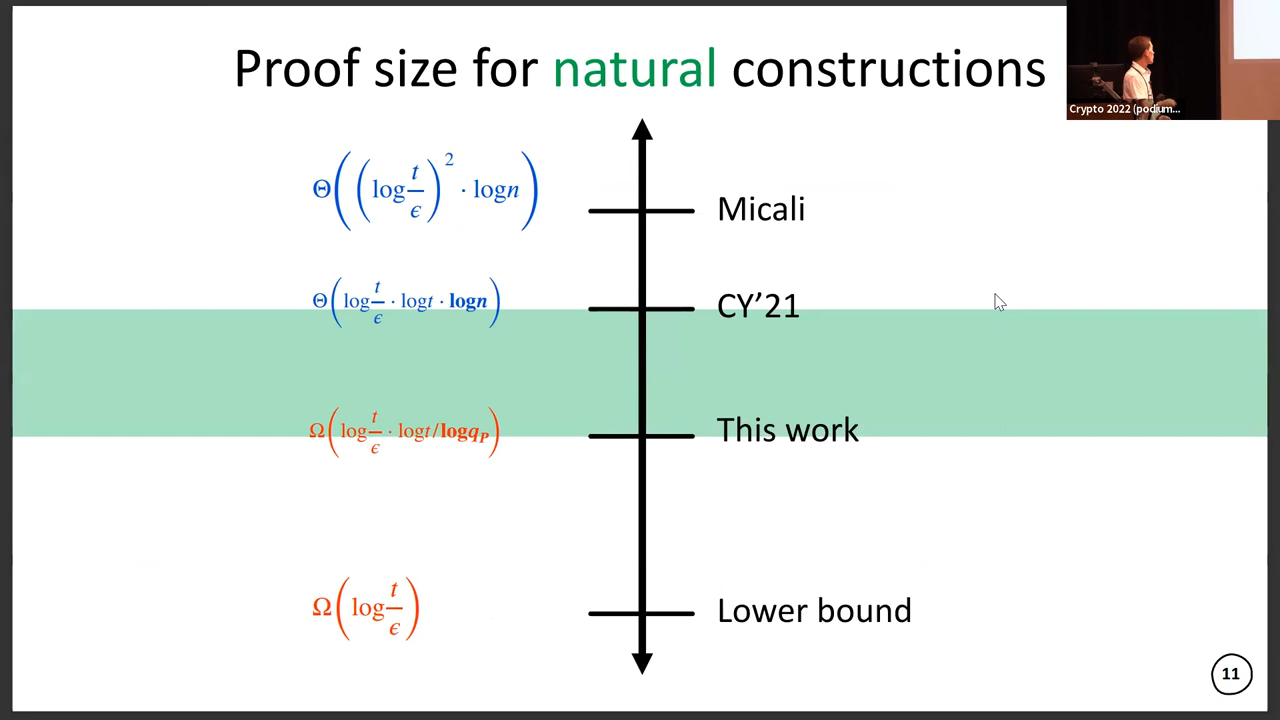 Proof size for natural constructions
Crypto 2022 (podium...
Θ((log t/ϵ)² · log n)
Micali
Θ(log t/ϵ · log t · log n)
CY'21
Ω(log t/ϵ · log t/log q_P)
This work
Ω(log t/ϵ)
Lower bound
11